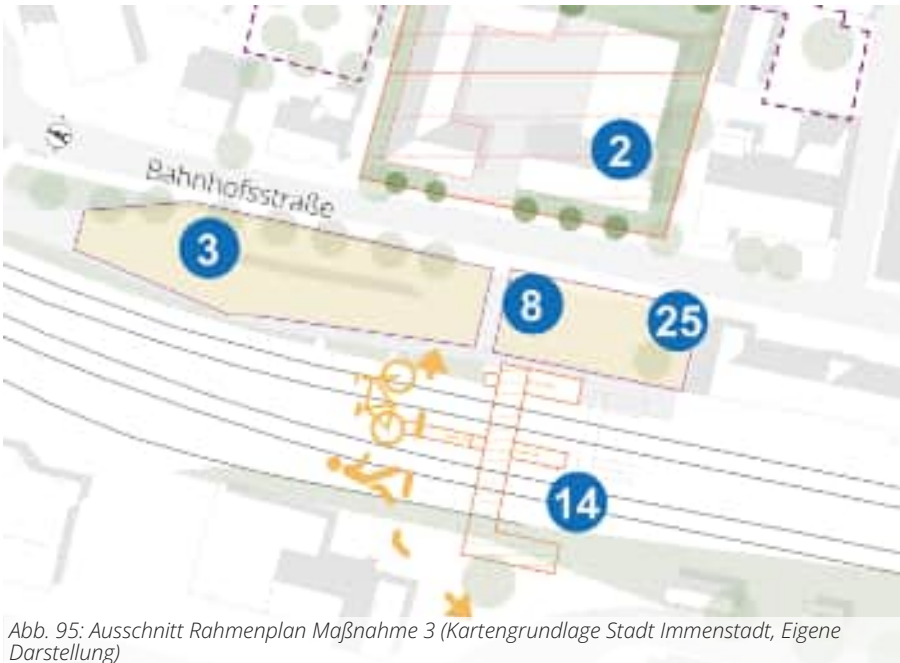 2
Bahnhofsstraße
3
8
25
14
Abb. 95: Ausschnitt Rahmenplan Maßnahme 3 (Kartengrundlage Stadt Immenstadt, Eigene
Darstellung)